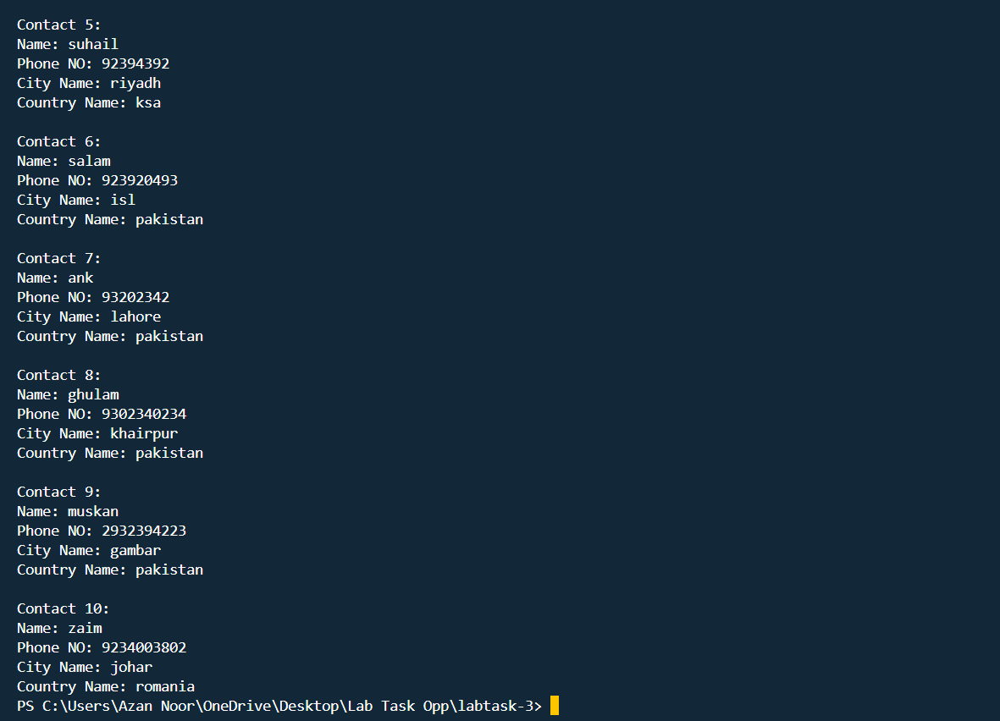 Contact 5:
Name: suhail
Phone NO: 92394392
City Name: riyadh
Country Name: ksa
Contact 6:
Name: salam
Phone NO: 923920493
City Name: isl
Country Name: pakistan
Contact 7:
Name: ank
Phone NO: 93202342
City Name: lahore
Country Name: pakistan
Contact 8:
Name: ghulam
Phone NO: 9302340234
City Name: khairpur
Country Name: pakistan
Contact 9:
Name: muskan
Phone NO: 2932394223
City Name: gambar
Country Name: pakistan
Contact 10:
Name: zaim
Phone NO: 9234003802
City Name: johar
Country Name: romania
PS C:\Users\Azan Noor\OneDrive\Desktop\Lab Task Opp\labtask-3>